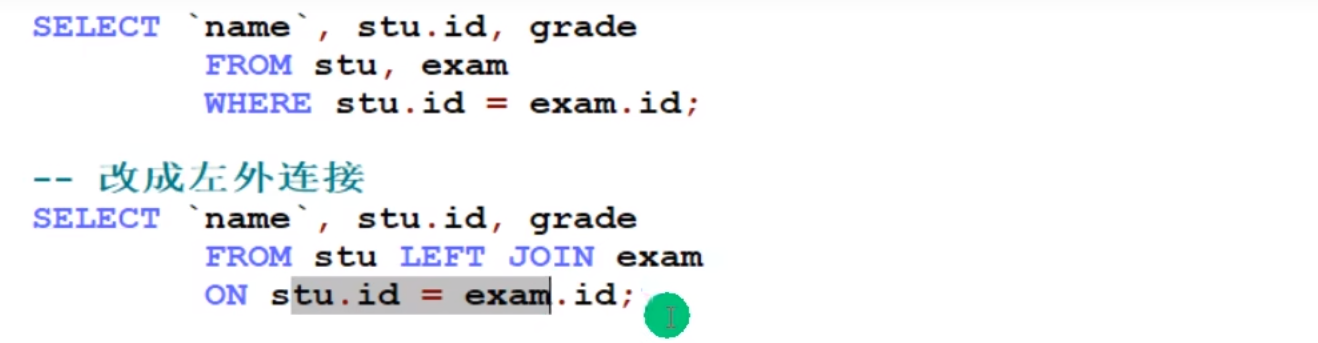 SELECT `name`, stu.id, grade
FROM stu, exam
WHERE stu.id = exam.id;
-- 改成左外连接
SELECT `name`, stu.id, grade
FROM stu LEFT JOIN exam
ON stu.id = exam.id;